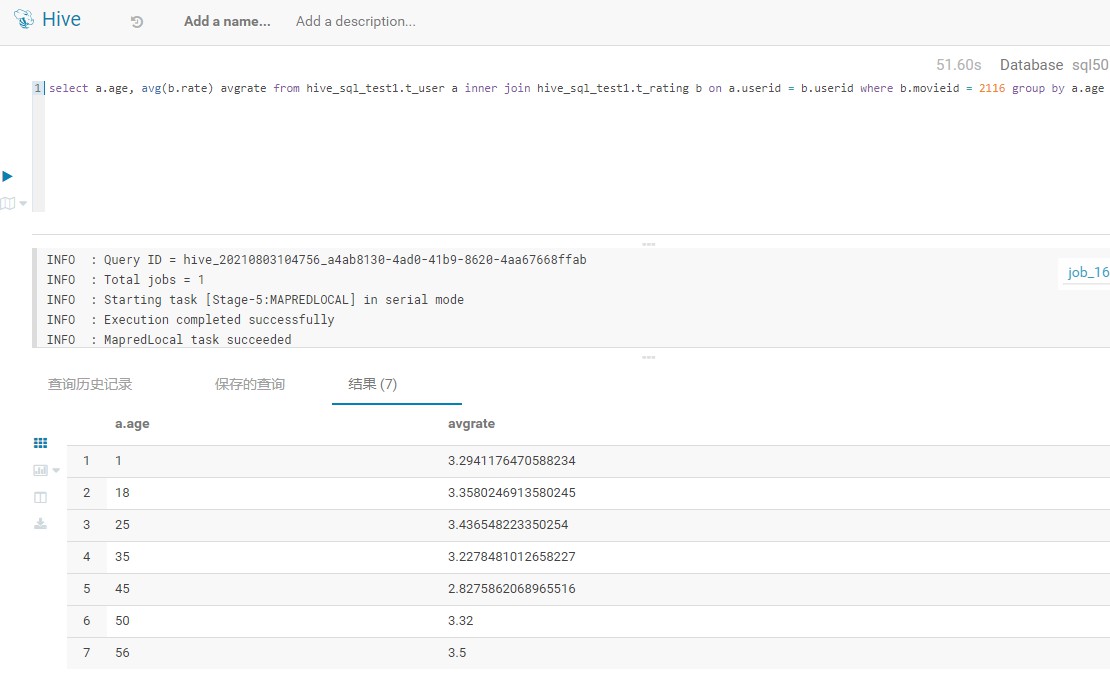 Hive Add a name... Add a description...
51.60s Database sql50
1 select a.age, avg(b.rate) avgrate from hive_sql_test1.t_user a inner join hive_sql_test1.t_rating b on a.userid = b.userid where b.movieid = 2116 group by a.age
INFO : Query ID = hive_20210803104756_a4ab8130-4ad0-41b9-8620-4aa67668ffab
job_16
INFO : Total jobs = 1
INFO : Starting task [Stage-5:MAPREDLOCAL] in serial mode
INFO : Execution completed successfully
INFO : MapredLocal task succeeded
查询历史记录 保存的查询 结果 (7)
a.age avgrate
1 1 3.2941176470588234
2 18 3.3580246913580245
3 25 3.436548223350254
4 35 3.2278481012658227
5 45 2.8275862068965516
6 50 3.32
7 56 3.5